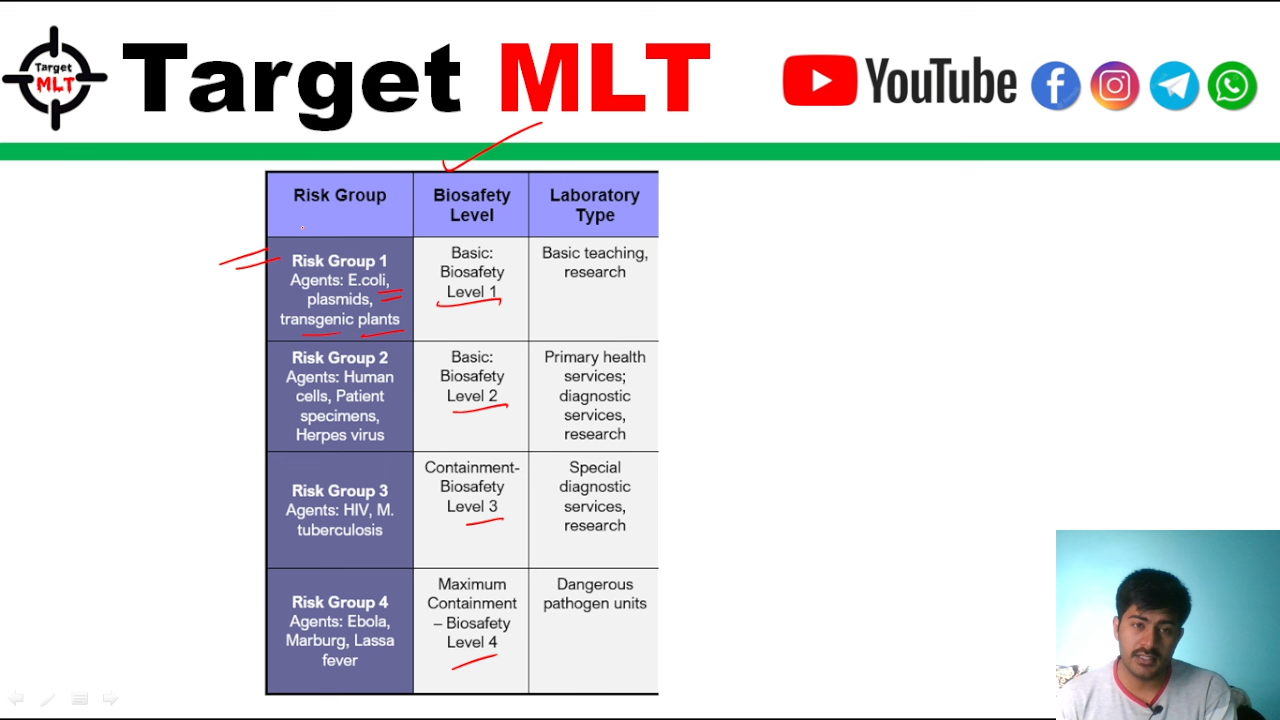 Target
MLT
Target MLT
YouTube
Risk Group
Biosafety
Level
Laboratory
Type
Risk Group 1
Agents: E.coli,
plasmids,
transgenic plants
Basic:
Biosafety
Level 1
Basic teaching,
research
Risk Group 2
Agents: Human
cells, Patient
specimens,
Herpes virus
Basic:
Biosafety
Level 2
Primary health
services;
diagnostic
services,
research
Risk Group 3
Agents: HIV, M.
tuberculosis
Containment-
Biosafety
Level 3
Special
diagnostic
services,
research
Risk Group 4
Agents: Ebola,
Marburg, Lassa
fever
Maximum
Containment
– Biosafety
Level 4
Dangerous
pathogen units